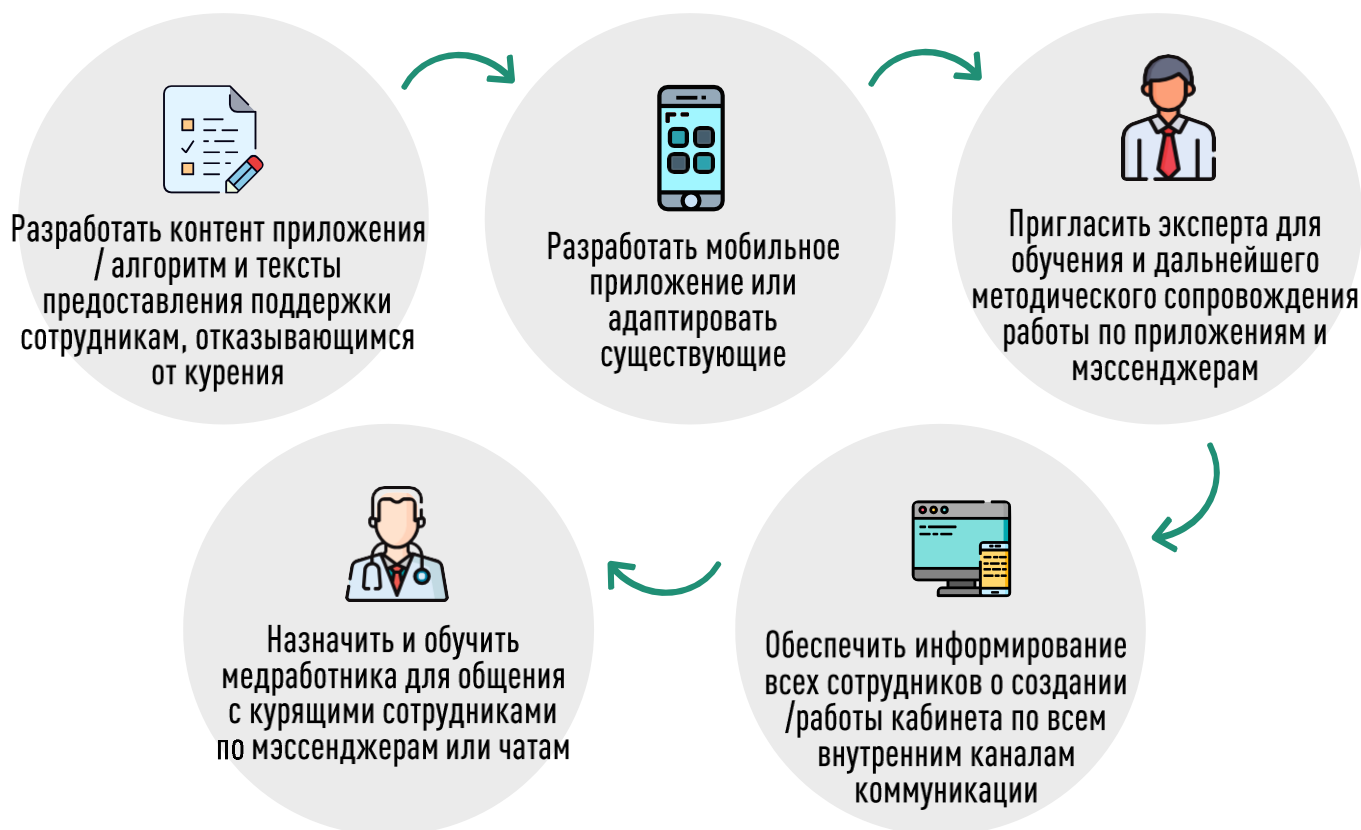 Разработать контент приложения
/ алгоритм и тексты
предоставления поддержки
сотрудникам, отказывающимся
от курения
Разработать мобильное
приложение или
адаптировать
существующие
Пригласить эксперта для
обучения и дальнейшего
методического сопровождения
работы по приложениям и
мэссенджерам
Обеспечить информирование
всех сотрудников о создании
/работы кабинета по всем
внутренним каналам
коммуникации
Назначить и обучить
медработника для общения
с курящими сотрудниками
по мэссенджерам или чатам